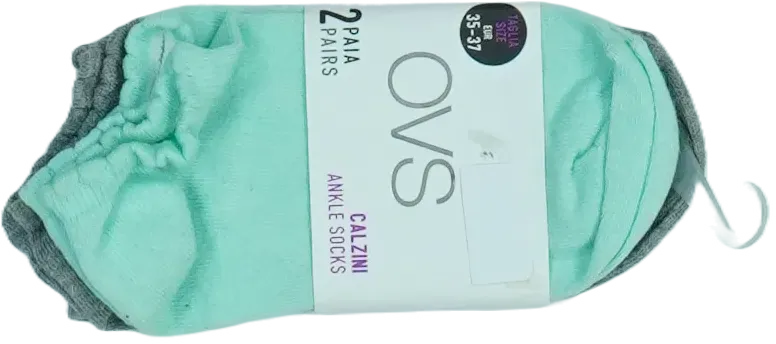 2 PAIA
PAIRS
TAGLIA
SIZE
EUR
35-37
OVS
CALZINI
ANKLE SOCKS